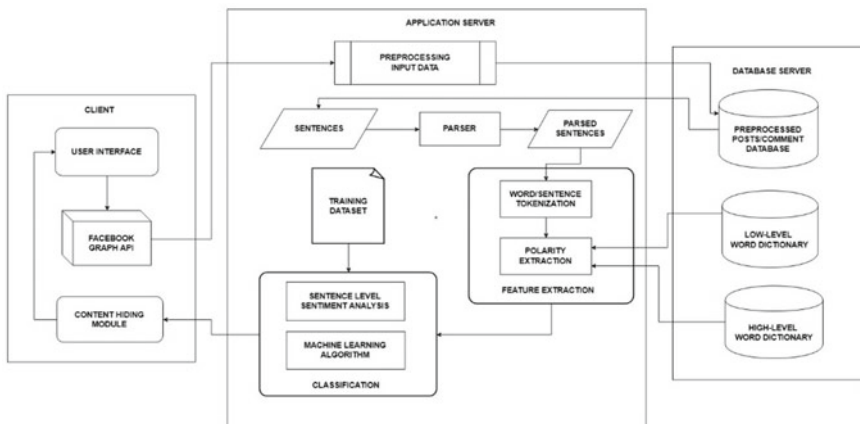 APPLICATION SERVER
PREPROCESSING
INPUT DATA
DATABASE SERVER
CLIENT
USER INTERFACE
SENTENCES
PARSER
PARSED
SENTENCES
PREPROCESSED
POSTS/COMMENT
DATABASE
TRAINING
DATASET
WORD/SENTENCE
TOKENIZATION
FACEBOOK
GRAPH API
POLARITY
EXTRACTION
LOW-LEVEL
WORD DICTIONARY
FEATURE EXTRACTION
CONTENT HIDING
MODULE
SENTENCE LEVEL
SENTIMENT ANALYSIS
MACHINE LEARNING
ALGORITHM
CLASSIFICATION
HIGH-LEVEL
WORD DICTIONARY